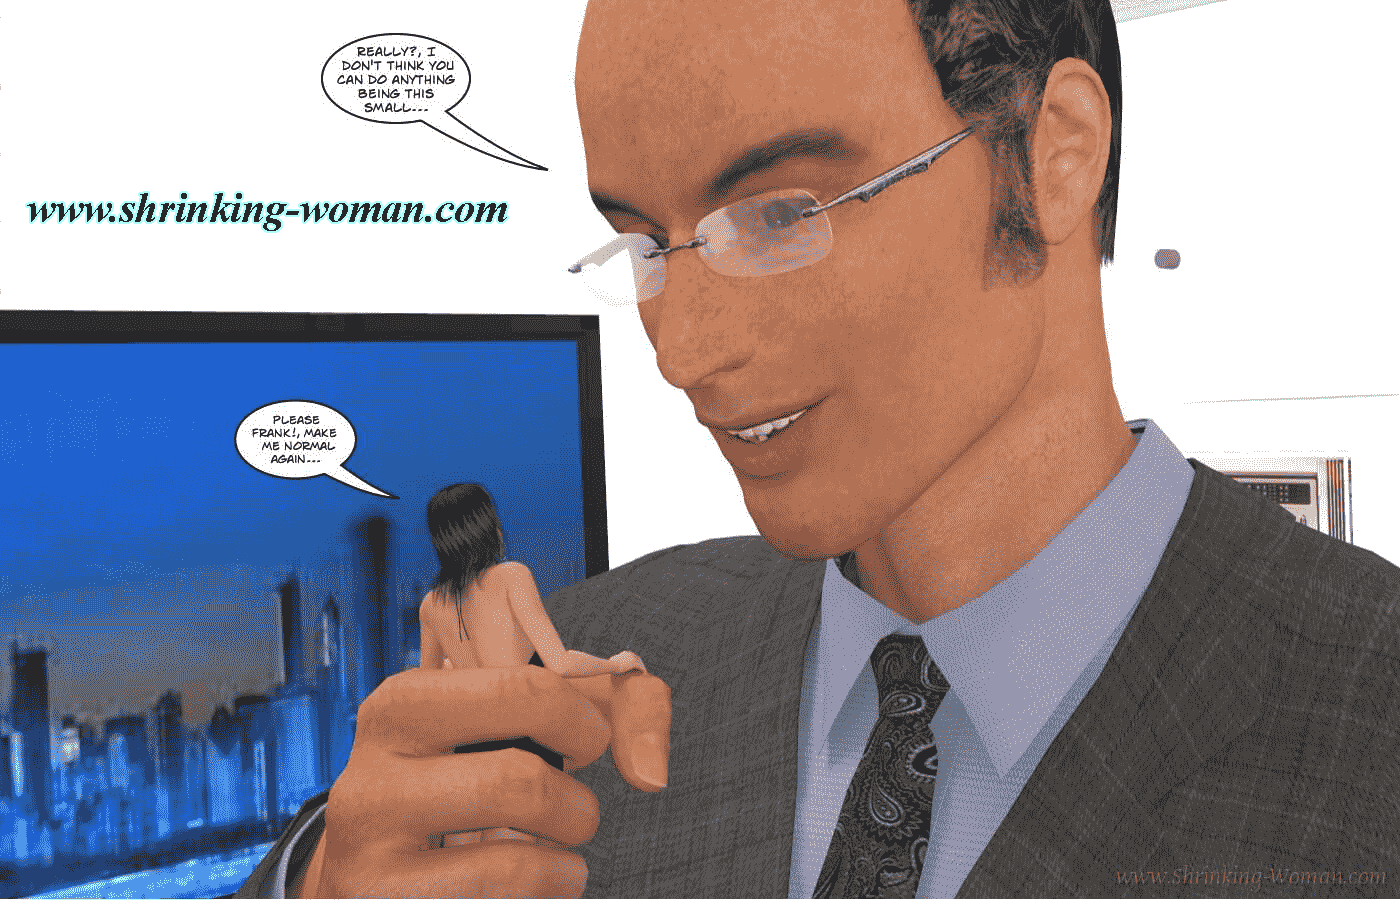 REALLY?, I
DON'T THINK YOU
CAN DO ANYTHING
BEING THIS
SMALL...
www.shrinking-woman.com
PLEASE
FRANK!, MAKE
ME NORMAL
AGAIN...
www.Shrinking-Woman.com